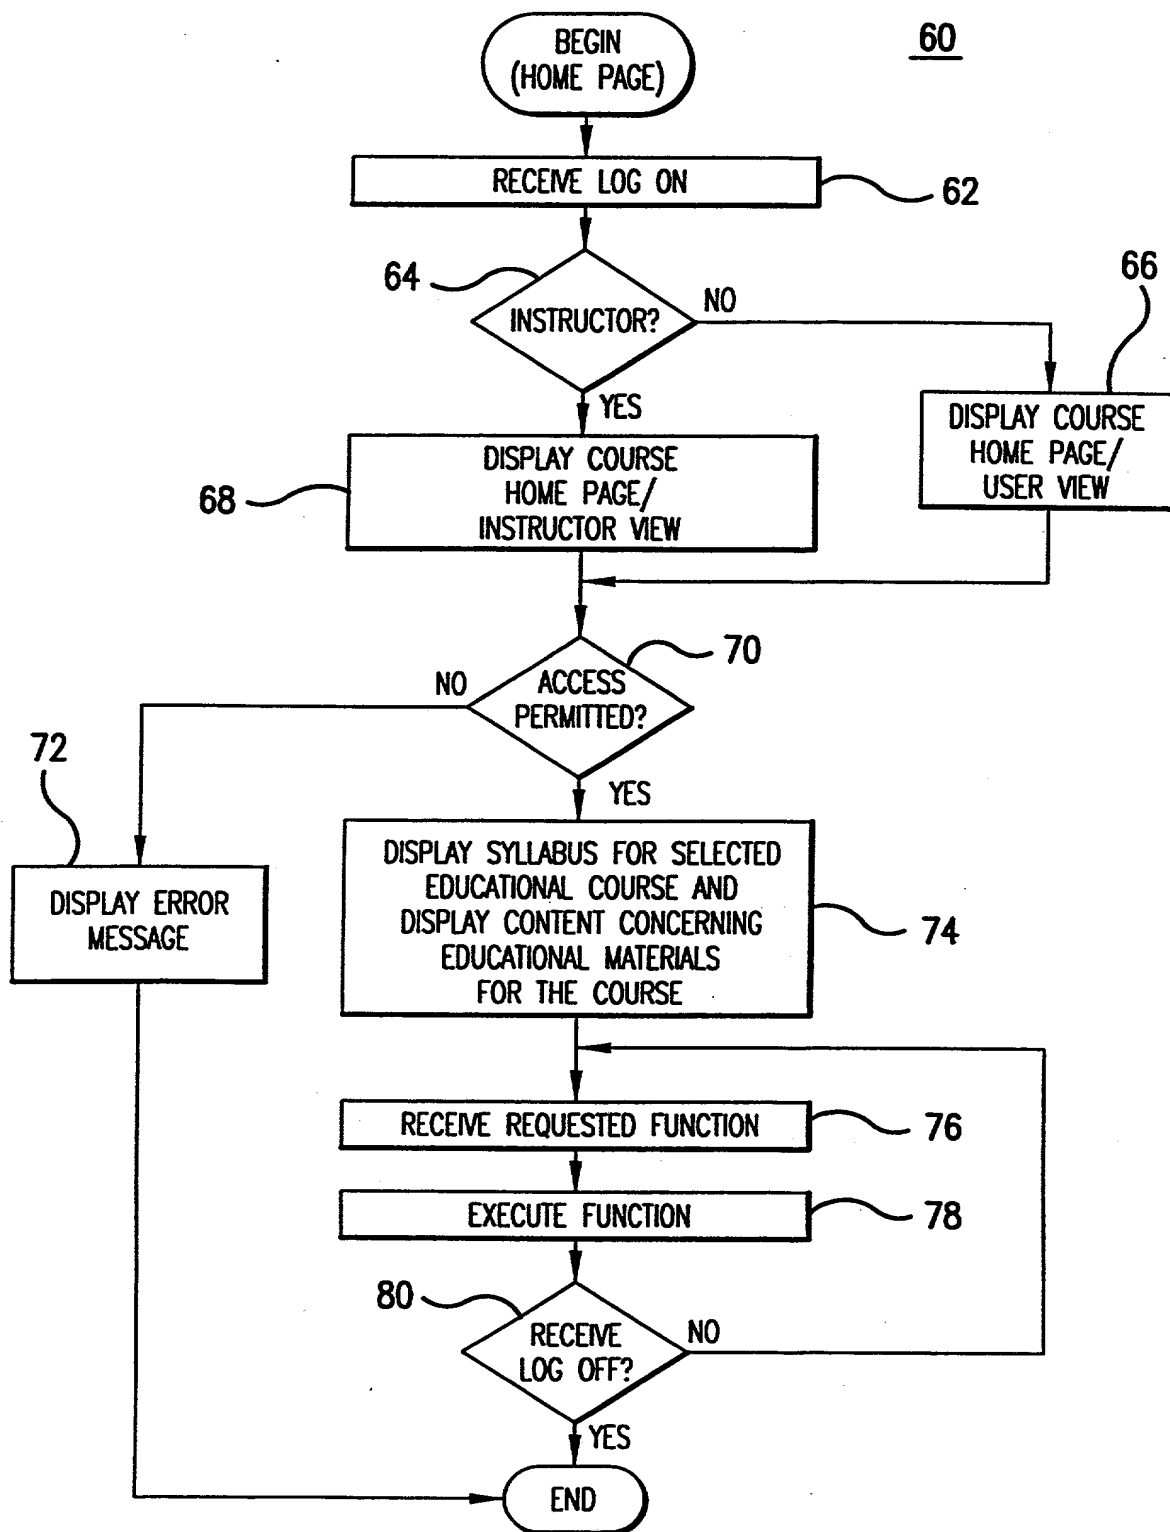 BEGIN
(HOME PAGE)
60
RECEIVE LOG ON
62
64
INSTRUCTOR?
NO
66
YES
DISPLAY COURSE
HOME PAGE/
USER VIEW
68
DISPLAY COURSE
HOME PAGE/
INSTRUCTOR VIEW
70
NO
ACCESS
PERMITTED?
72
YES
DISPLAY ERROR
MESSAGE
DISPLAY SYLLABUS FOR SELECTED
EDUCATIONAL COURSE AND
DISPLAY CONTENT CONCERNING
EDUCATIONAL MATERIALS
FOR THE COURSE
74
RECEIVE REQUESTED FUNCTION
76
EXECUTE FUNCTION
78
80
RECEIVE
LOG OFF?
NO
YES
END